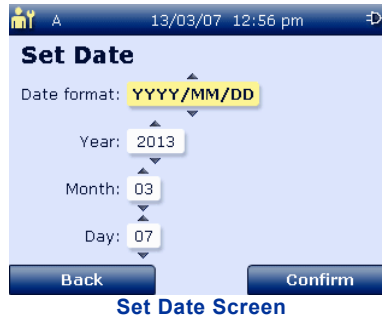 A 13/03/07 12:56 pm
Set Date
Date format: YYYY/MM/DD
Year: 2013
Month: 03
Day: 07
Back Confirm
Set Date Screen